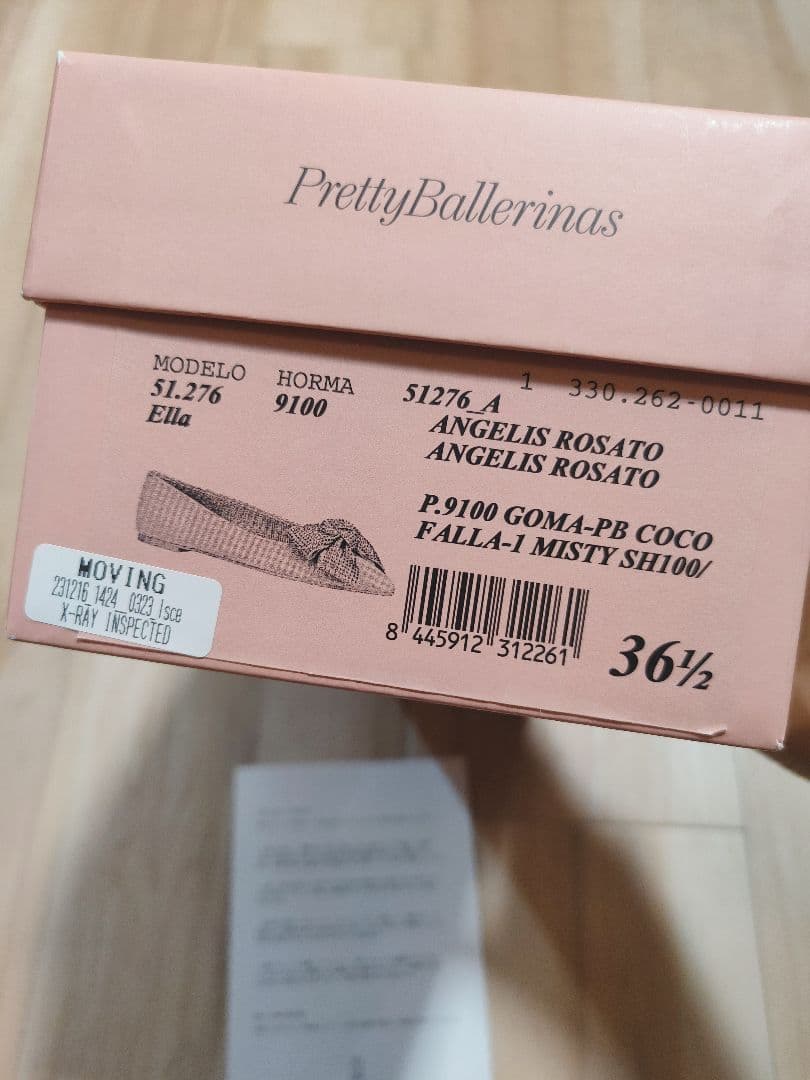 PrettyBallerinas
MODELO HORMA 51276_A 1 330.262-0011
51.276 9100 ANGELIS ROSATO
Ella ANGELIS ROSATO
P.9100 GOMA-PB COCO
FALLA-1 MISTY SH100/
MOVING
231216 1424 0323 1sce
X-RAY INSPECTED
8 445912 312261
36½